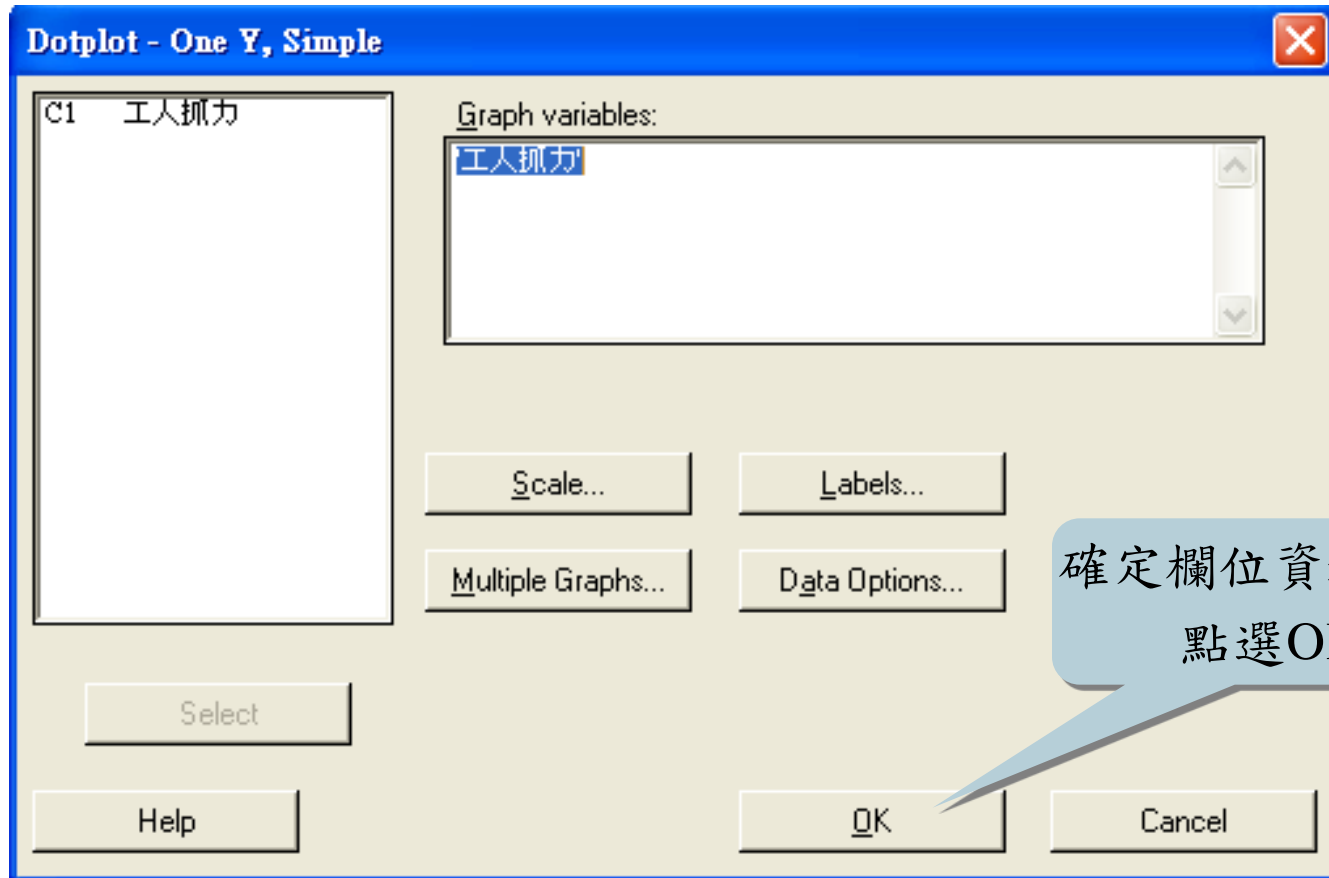 Dotplot - One Y, Simple
C1 工人抓力
Graph variables:
'工人抓力'
Scale...
Labels...
Multiple Graphs...
Data Options...
確定欄位資
點選O
Select
Help
OK
Cancel